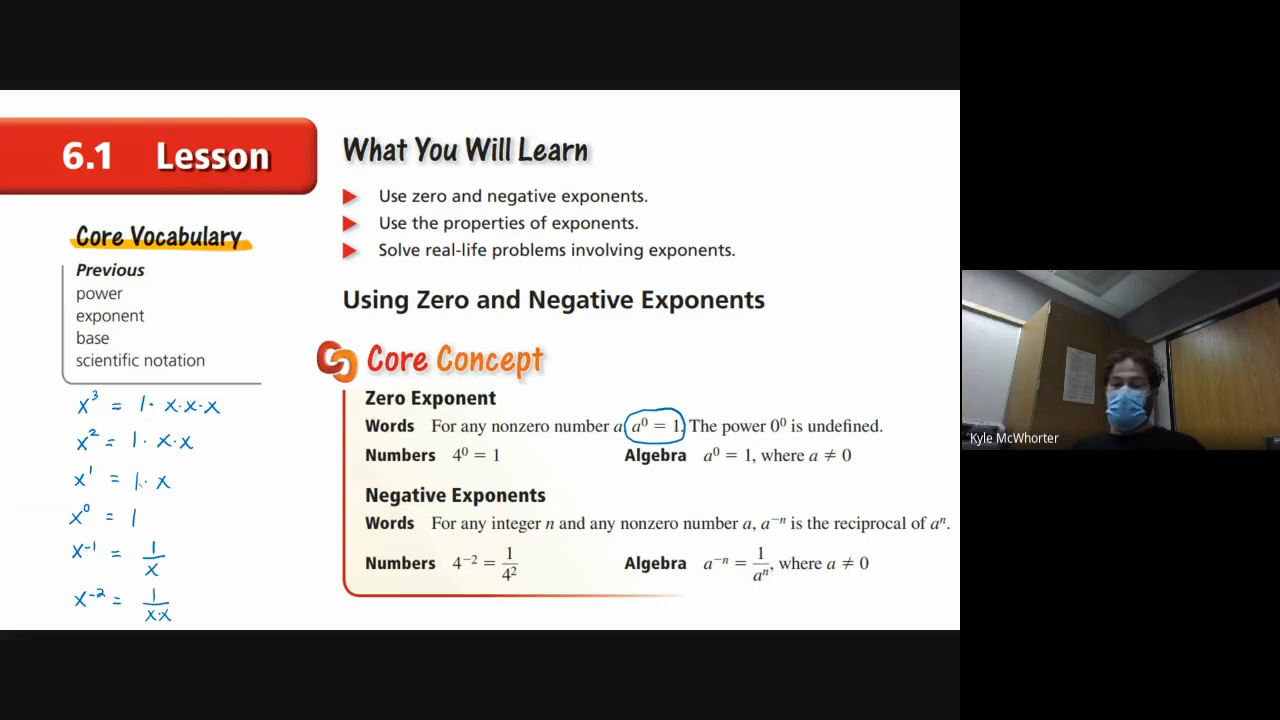 6.1 Lesson
Core Vocabulary
Previous
power
exponent
base
scientific notation
x³ = 1 · x·x·x
x² = 1 · x·x
x¹ = 1 · x
x⁰ = 1
x⁻¹ = 1/x
x⁻² = 1/x·x
What You Will Learn
Use zero and negative exponents.
Use the properties of exponents.
Solve real-life problems involving exponents.
Using Zero and Negative Exponents
Core Concept
Zero Exponent
Words For any nonzero number a, a⁰ = 1. The power 0⁰ is undefined.
Numbers 4⁰ = 1 Algebra a⁰ = 1, where a ≠ 0
Negative Exponents
Words For any integer n and any nonzero number a, a⁻ⁿ is the reciprocal of aⁿ.
Numbers 4⁻² = 1/4² Algebra a⁻ⁿ = 1/aⁿ, where a ≠ 0
Kyle McWhorter